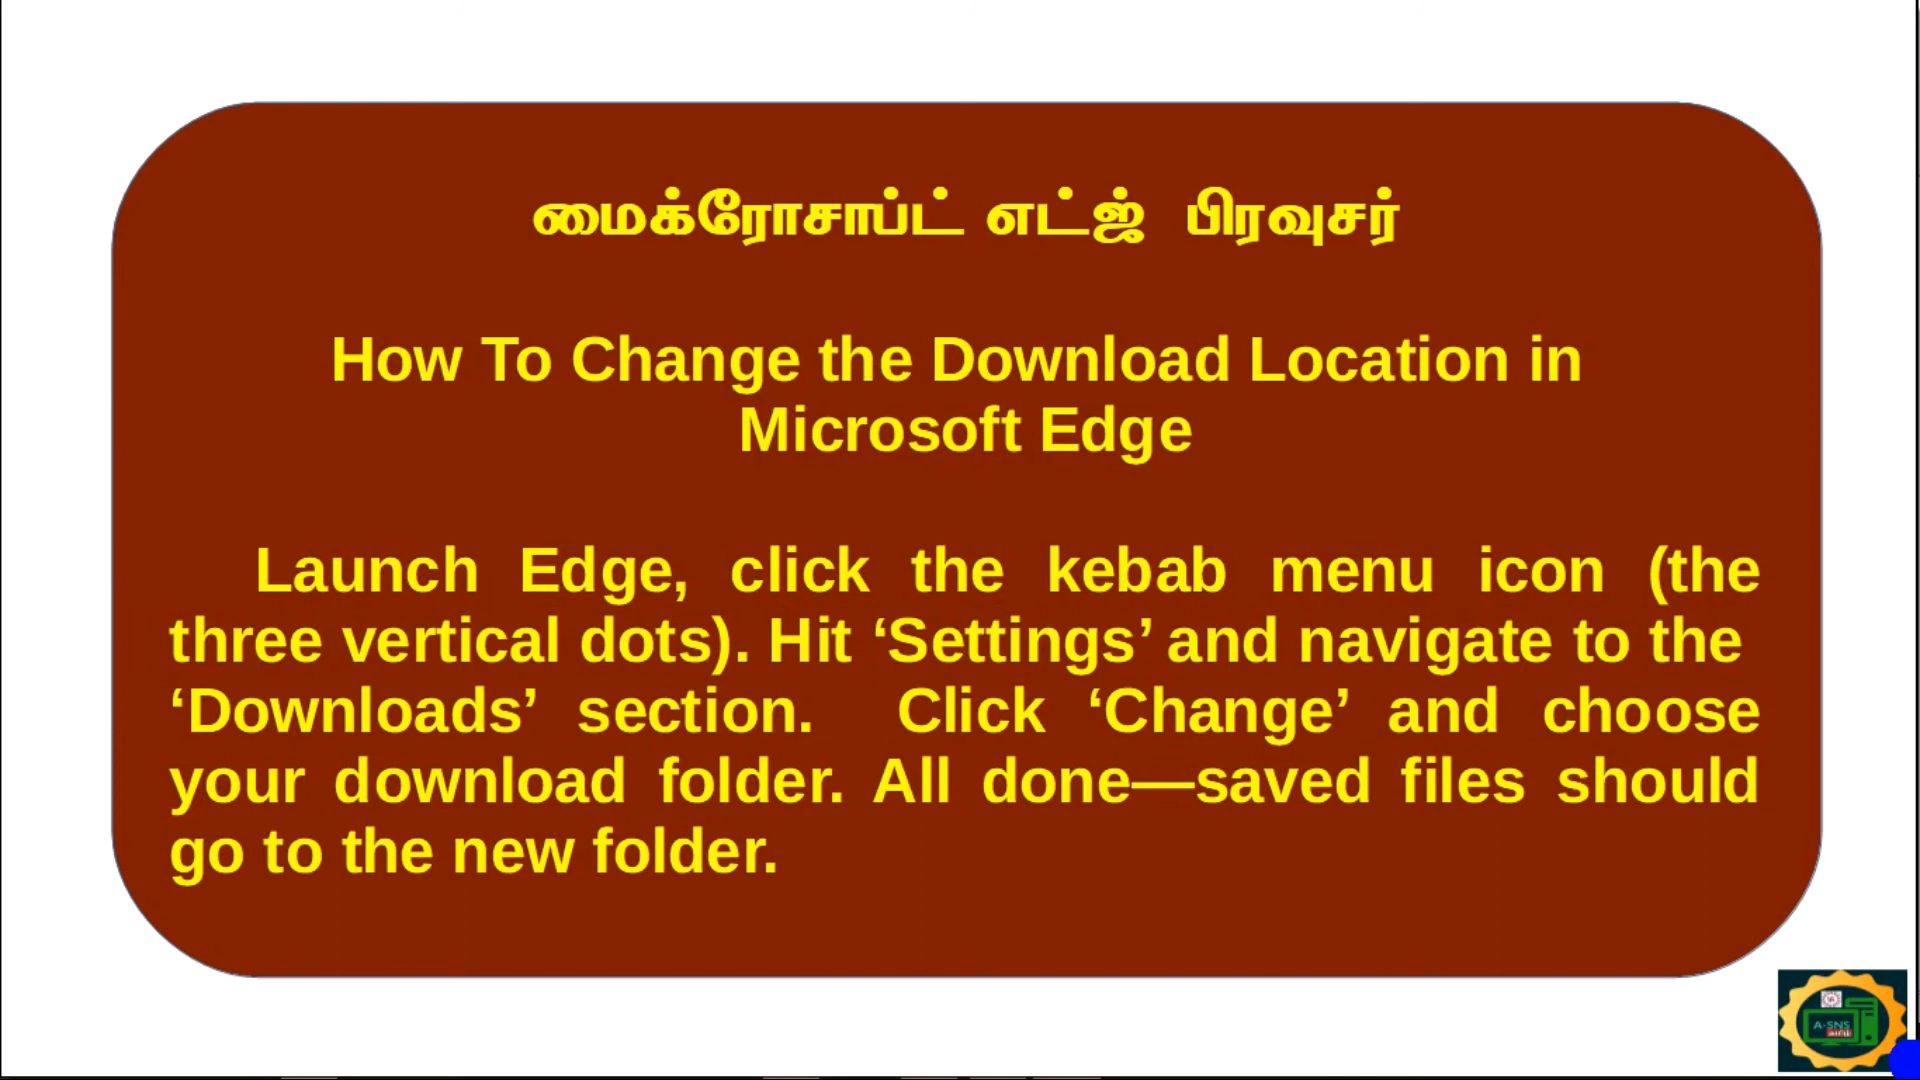 மைக்ரோசாப்ட் எட்ஜ் பிரவுசர்
How To Change the Download Location in
Microsoft Edge
Launch Edge, click the kebab menu icon (the
three vertical dots). Hit ‘Settings’ and navigate to the
‘Downloads’ section. Click ‘Change’ and choose
your download folder. All done—saved files should
go to the new folder.
A-SNS